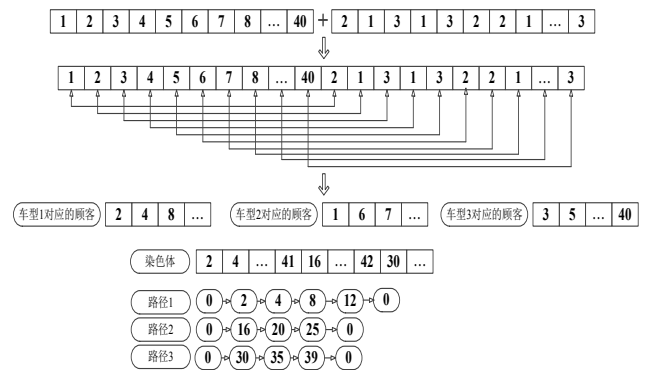 1 2 3 4 5 6 7 8 ... 40 + 2 1 3 1 3 2 2 1 ... 3
1 2 3 4 5 6 7 8 ... 40 2 1 3 1 3 2 2 1 ... 3
车型1对应的顾客 2 4 8 ... 车型2对应的顾客 1 6 7 ... 车型3对应的顾客 3 5 ... 40
染色体 2 4 ... 41 16 ... 42 30 ...
路径1 0 2 4 8 12 0
路径2 0 16 20 25 0
路径3 0 30 35 39 0